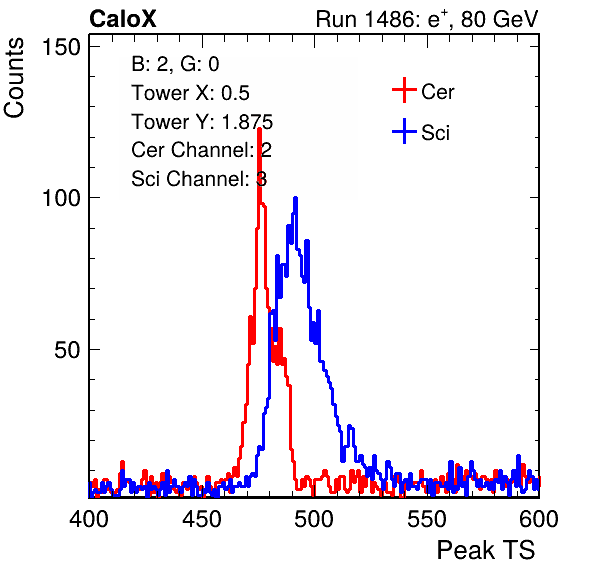 CaloX Run 1486: e⁺, 80 GeV
Counts
150
100
50
B: 2, G: 0
Tower X: 0.5
Tower Y: 1.875
Cer Channel: 2
Sci Channel: 3
Cer
Sci
400 450 500 550 600
Peak TS